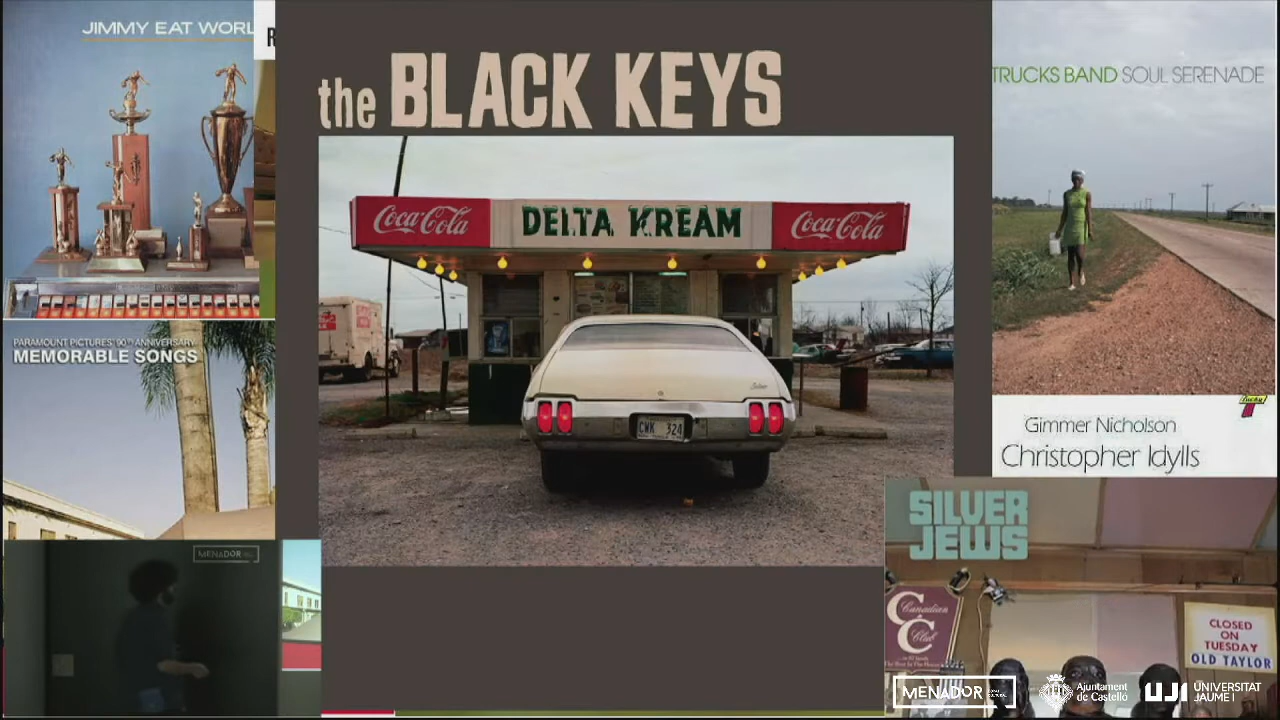 JIMMY EAT WORL
R
the BLACK KEYS
TRUCKS BAND SOUL SERENADE
Coca-Cola
DELTA KREAM
Coca-Cola
PARAMOUNT PICTURES' 90TH ANNIVERSARY
MEMORABLE SONGS
CWK 324
Gimmer Nicholson
Christopher Idylls
SILVER
JEWS
MENADOR
Canadian
C
C
Club
CLOSED
ON
TUESDAY
OLD TAYLOR
MENADOR
Ajuntament
de Castelló
UJI UNIVERSITAT
JAUME I